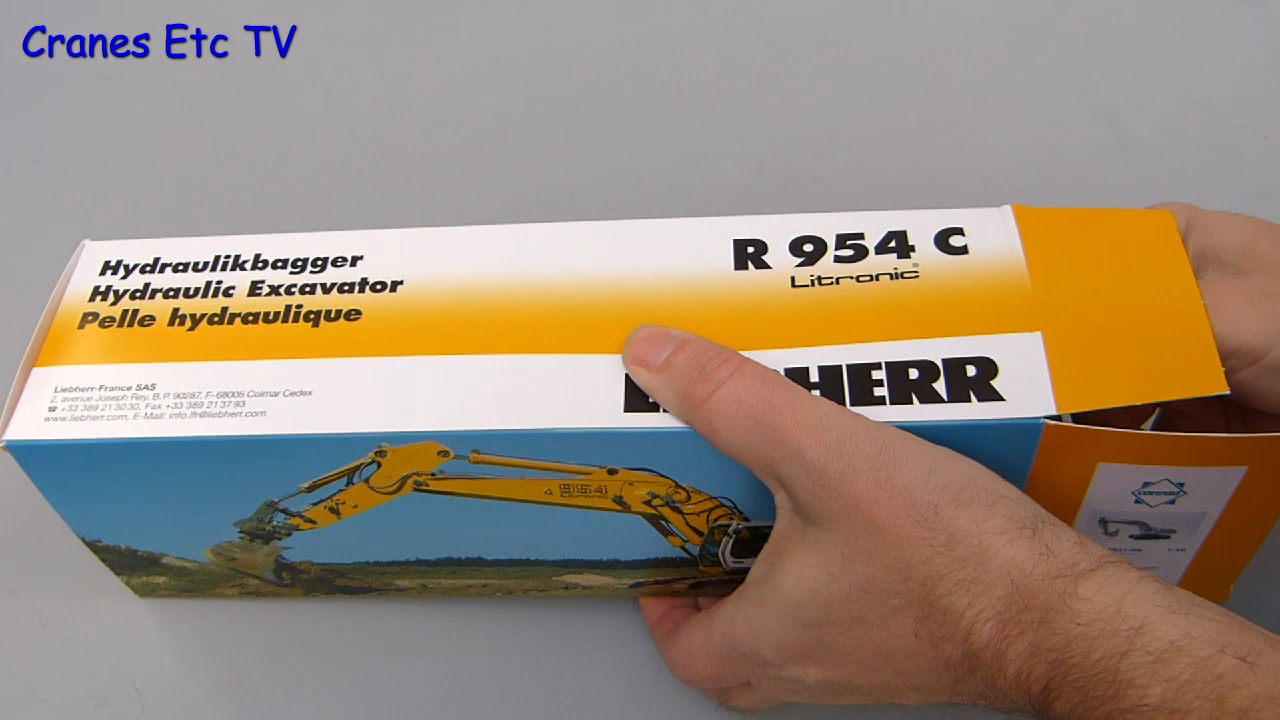 Cranes Etc TV
Hydraulikbagger
Hydraulic Excavator
Pelle hydraulique
R 954 C
Litronic
Liebherr-France SAS
2, avenue Joseph Rey, B.P. 90287, F-68005 Colmar Cedex
☎ +33 389 21 30 30, Fax +33 389 21 37 93
www.liebherr.com, E-Mail: info.lfr@liebherr.com
HERR
954
Litronic
conrad